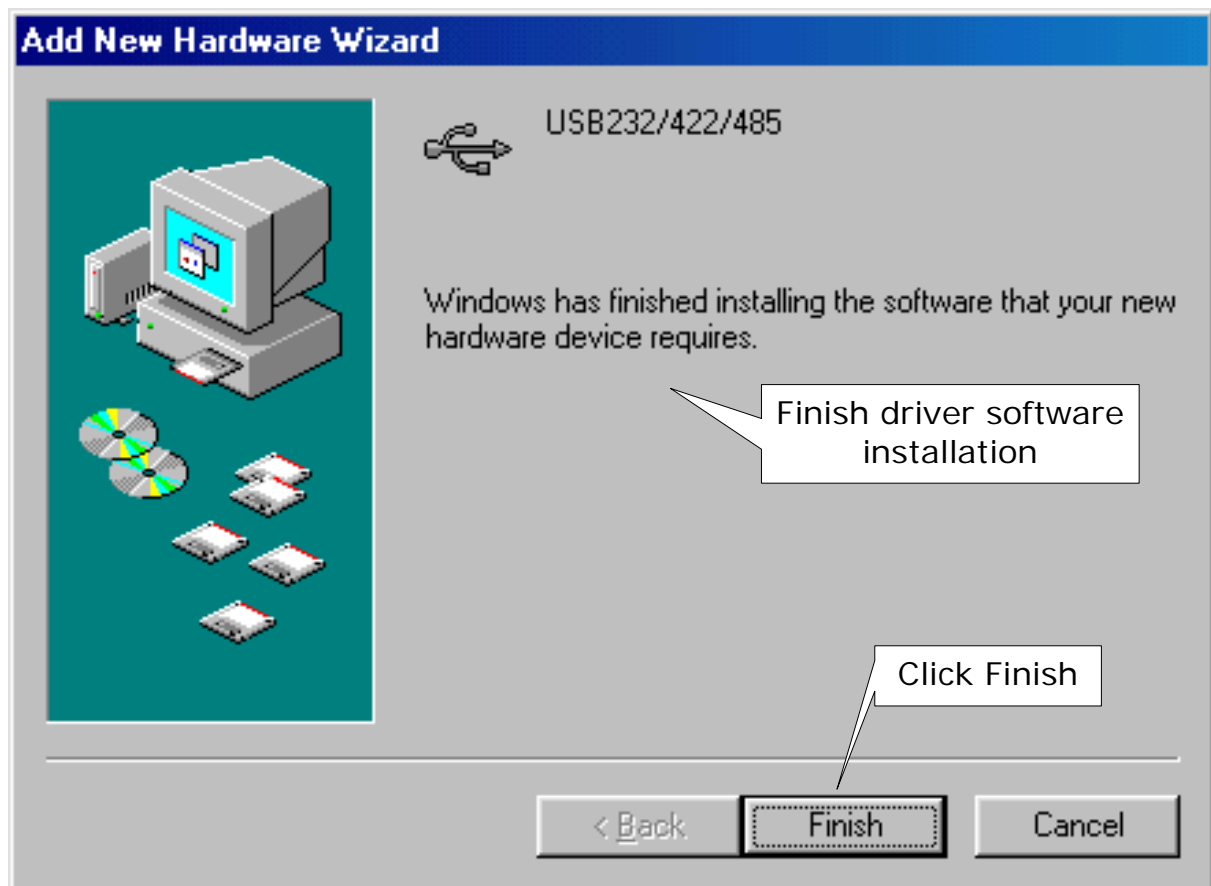 Add New Hardware Wizard
USB232/422/485
Windows has finished installing the software that your new
hardware device requires.
Finish driver software
installation
Click Finish
< Back
Finish
Cancel